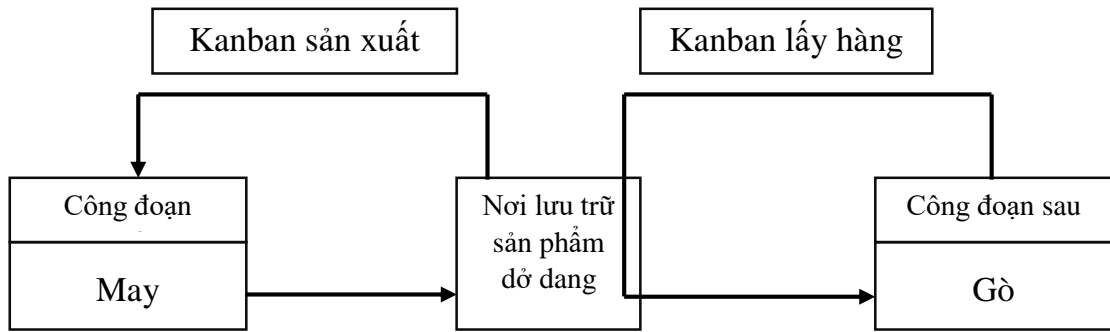 Kanban sản xuất
Kanban lấy hàng
Công đoạn
May
Nơi lưu trữ
sản phẩm
dở dang
Công đoạn sau
Gò